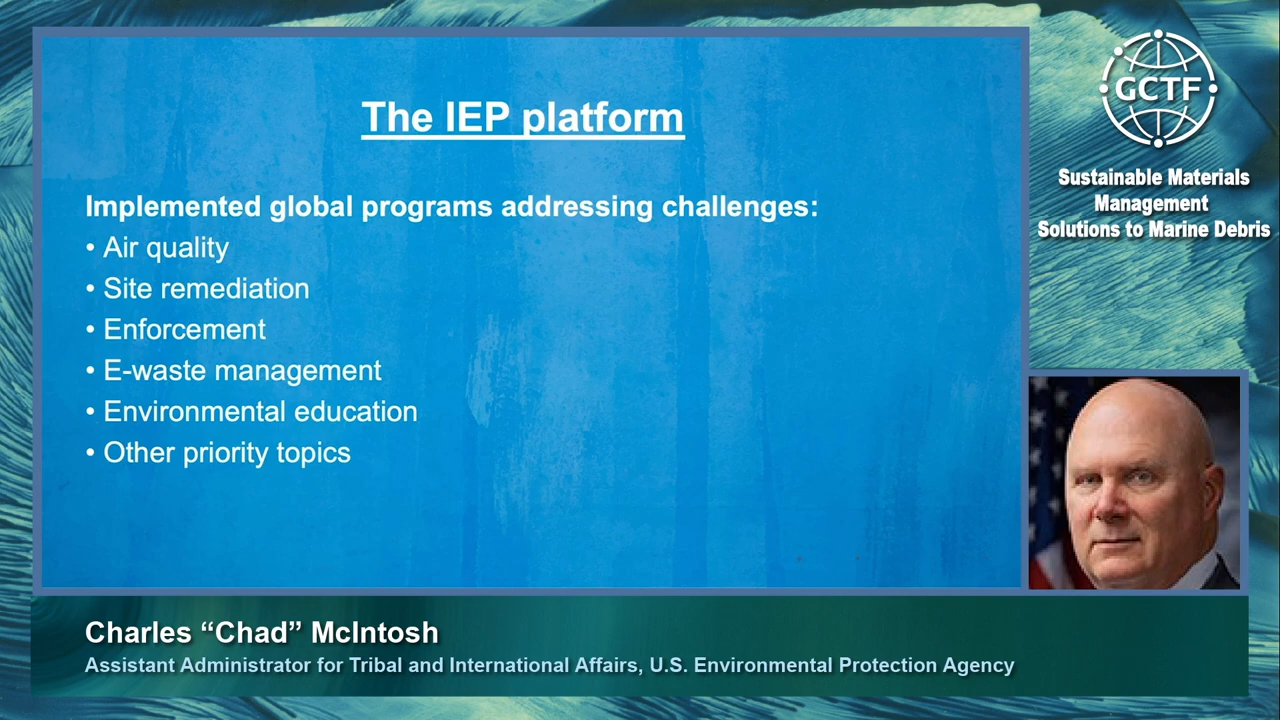 The IEP platform
Implemented global programs addressing challenges:
• Air quality
• Site remediation
• Enforcement
• E-waste management
• Environmental education
• Other priority topics
GCTF
Sustainable Materials
Management
Solutions to Marine Debris
Charles “Chad” McIntosh
Assistant Administrator for Tribal and International Affairs, U.S. Environmental Protection Agency